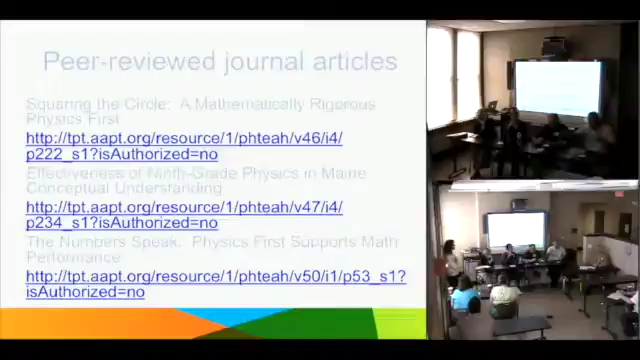 Peer-reviewed journal articles
Squaring the Circle: A Mathematically Rigorous
Physics First
http://tpt.aapt.org/resource/1/phteah/v46/i4/
p222_s1?isAuthorized=no
Effectiveness of Ninth-Grade Physics in Maine
Conceptual Understanding
http://tpt.aapt.org/resource/1/phteah/v47/i4/
p234_s1?isAuthorized=no
The Numbers Speak: Physics First Supports Math
Performance
http://tpt.aapt.org/resource/1/phteah/v50/i1/p53_s1?
isAuthorized=no